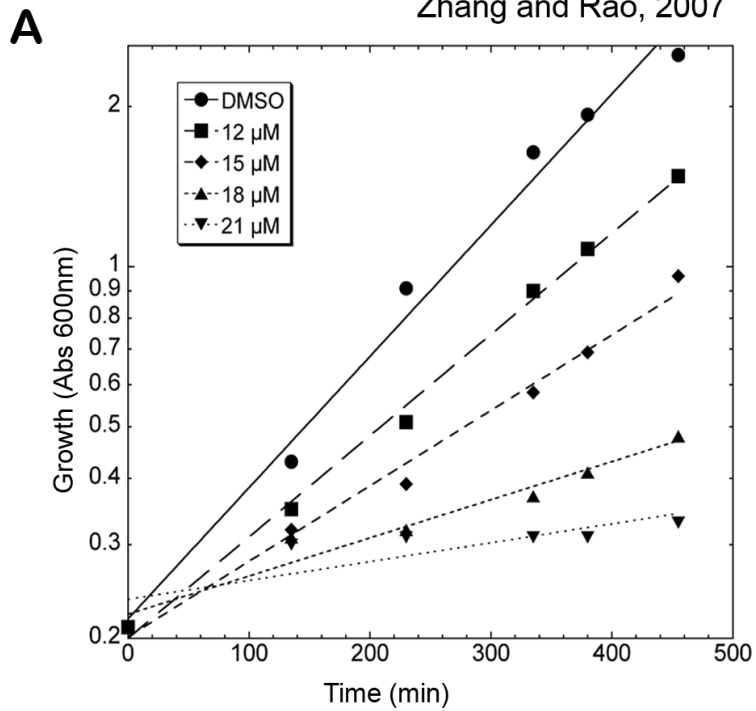 Zhang and Rao, 2007
A
DMSO
12 µM
15 µM
18 µM
21 µM
Growth (Abs 600nm)
2
1
0.9
0.8
0.7
0.6
0.5
0.4
0.3
0.2
0
100
200
300
400
500
Time (min)